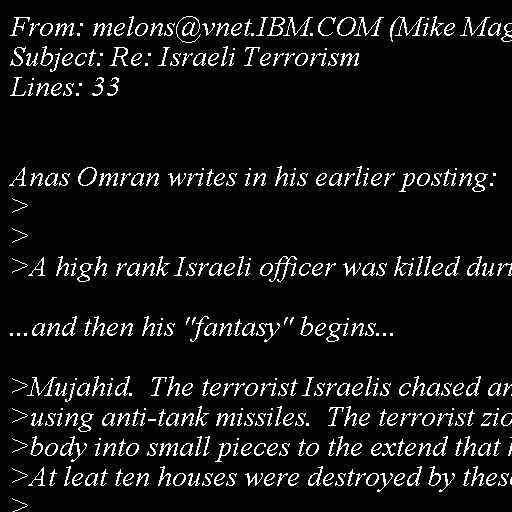 From: melons@vnet.IBM.COM (Mike Mag
Subject: Re: Israeli Terrorism
Lines: 33
Anas Omran writes in his earlier posting:
>
>
>A high rank Israeli officer was killed duri
...and then his "fantasy" begins...
>Mujahid.  The terrorist Israelis chased an
>using anti-tank missiles.  The terrorist zio
>body into small pieces to the extend that
>At leat ten houses were destroyed by these
>